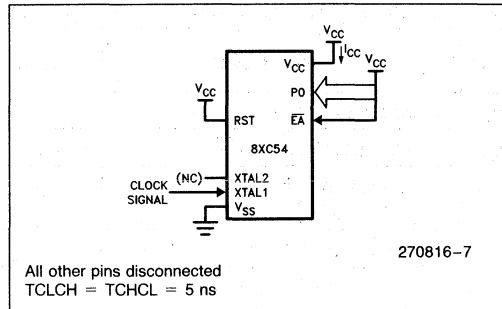 VCC
ICC
VCC
VCC
P0
VCC
RST
EA
8XC54
(NC)
XTAL2
CLOCK SIGNAL
XTAL1
VSS
270816-7
All other pins disconnected
TCLCH = TCHCL = 5 ns